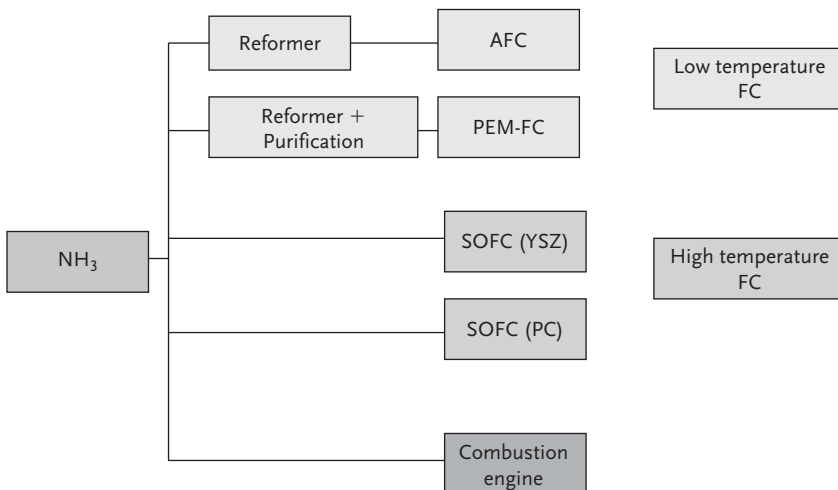 Reformer
AFC
Low temperature
FC
Reformer +
Purification
PEM-FC
NH₃
SOFC (YSZ)
High temperature
FC
SOFC (PC)
Combustion
engine